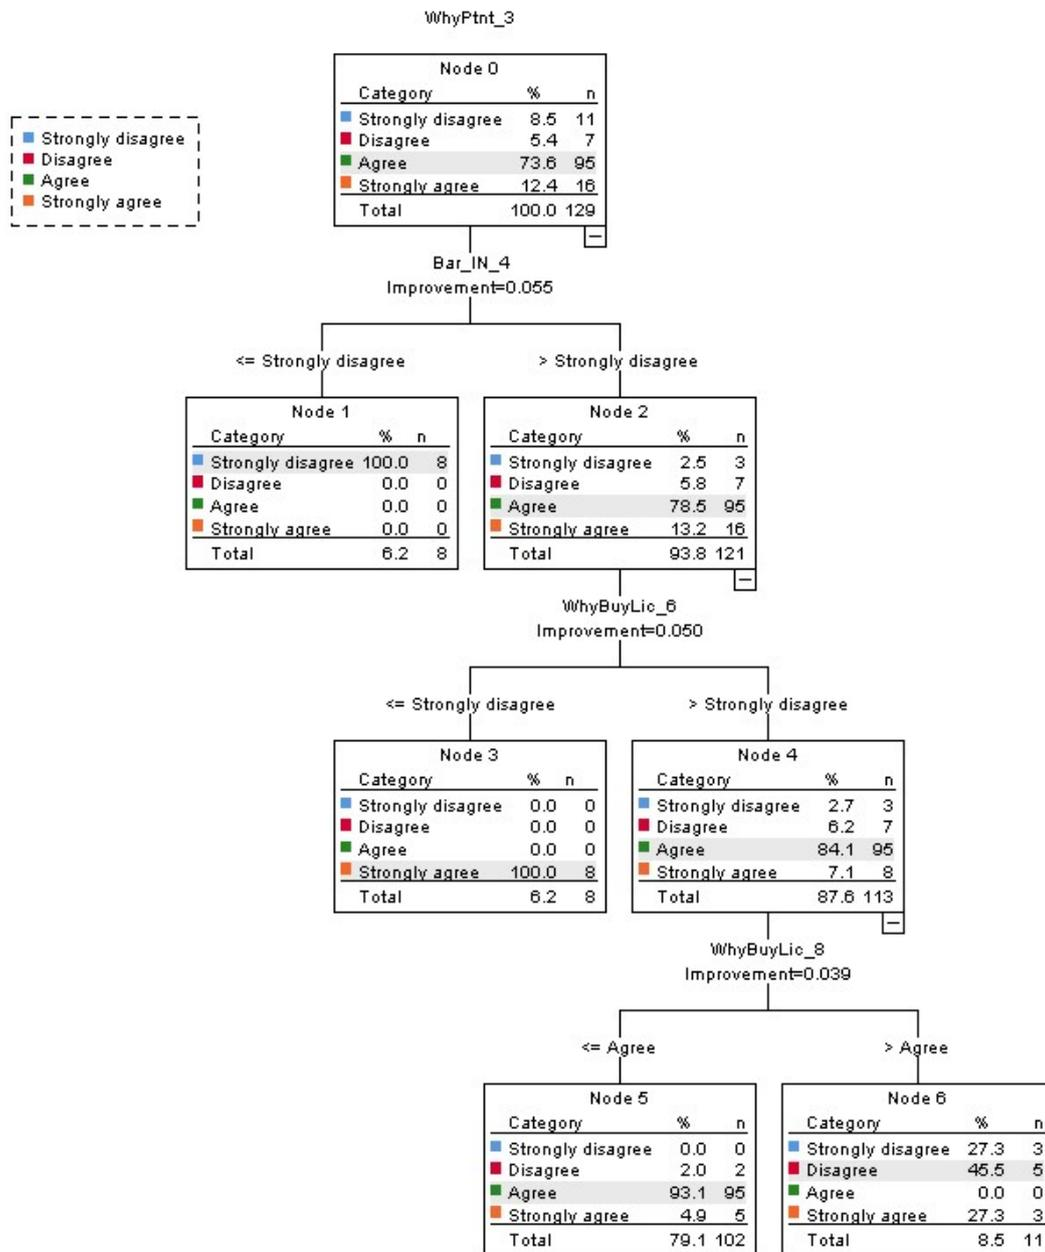 WhyPtnt_3
Strongly disagree
Disagree
Agree
Strongly agree
Node 0
Category % n
Strongly disagree 8.5 11
Disagree 5.4 7
Agree 73.6 95
Strongly agree 12.4 16
Total 100.0 129
Bar_IN_4
Improvement=0.055
<= Strongly disagree
> Strongly disagree
Node 1
Category % n
Strongly disagree 100.0 8
Disagree 0.0 0
Agree 0.0 0
Strongly agree 0.0 0
Total 6.2 8
Node 2
Category % n
Strongly disagree 2.5 3
Disagree 5.8 7
Agree 78.5 95
Strongly agree 13.2 16
Total 93.8 121
WhyBuyLic_6
Improvement=0.050
<= Strongly disagree
> Strongly disagree
Node 3
Category % n
Strongly disagree 0.0 0
Disagree 0.0 0
Agree 0.0 0
Strongly agree 100.0 8
Total 6.2 8
Node 4
Category % n
Strongly disagree 2.7 3
Disagree 6.2 7
Agree 84.1 95
Strongly agree 7.1 8
Total 87.6 113
WhyBuyLic_8
Improvement=0.039
<= Agree
> Agree
Node 5
Category % n
Strongly disagree 0.0 0
Disagree 2.0 2
Agree 93.1 95
Strongly agree 4.9 5
Total 79.1 102
Node 6
Category % n
Strongly disagree 27.3 3
Disagree 45.5 5
Agree 0.0 0
Strongly agree 27.3 3
Total 8.5 11